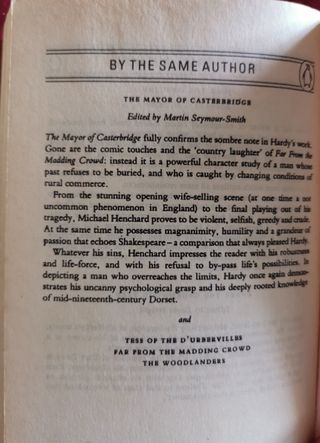 BY THE SAME AUTHOR
THE MAYOR OF CASTERBRIDGE
Edited by Martin Seymour-Smith
The Mayor of Casterbridge fully confirms the sombre note in Hardy's work.
Gone are the comic touches and the 'country laughter' of Far From the
Madding Crowd: instead it is a powerful character study of a man whose
past refuses to be buried, and who is caught by changing conditions of
rural commerce.
From the stunning opening wife-selling scene (at one time a not
uncommon phenomenon in England) to the final playing out of his
tragedy, Michael Henchard proves to be violent, selfish, greedy and crude.
At the same time he possesses magnanimity, humility and a grandeur of
passion that echoes Shakespeare – a comparison that always pleased Hardy.
Whatever his sins, Henchard impresses the reader with his robustness
and life-force, and with his refusal to by-pass life's possibilities. In
depicting a man who overreaches the limits, Hardy once again demon-
strates his uncanny psychological grasp and his deeply rooted knowledge
of mid-nineteenth-century Dorset.
and
TESS OF THE D'URBERVILLES
FAR FROM THE MADDING CROWD
THE WOODLANDERS